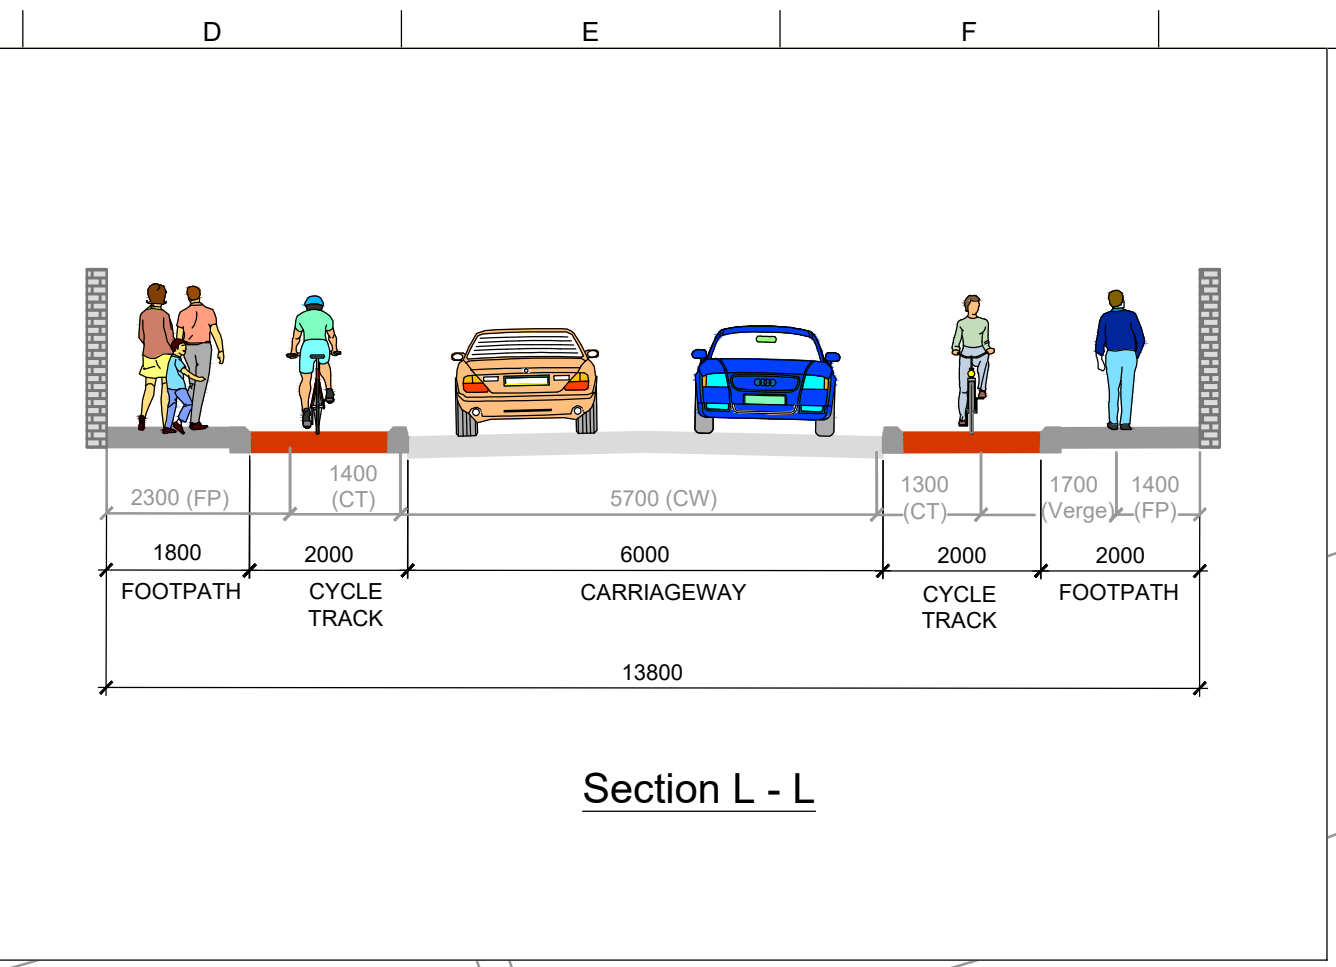 D E F
1400
(CT)
2300 (FP)
5700 (CW)
1300
(CT)
1700
(Verge)
1400
(FP)
1800 2000 6000 2000 2000
FOOTPATH
CYCLE
TRACK
CARRIAGEWAY
CYCLE
TRACK
FOOTPATH
13800
Section L - L